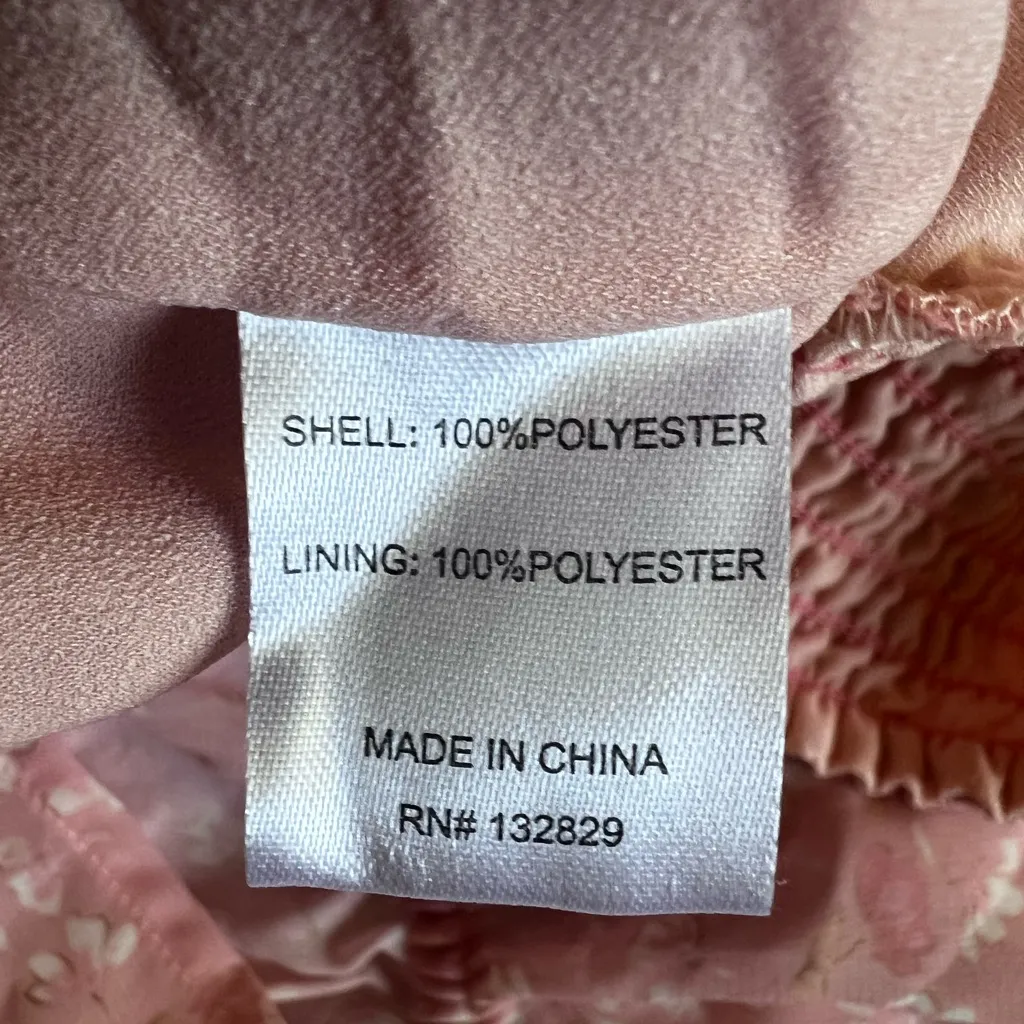 SHELL: 100%POLYESTER
LINING: 100%POLYESTER
MADE IN CHINA
RN# 132829